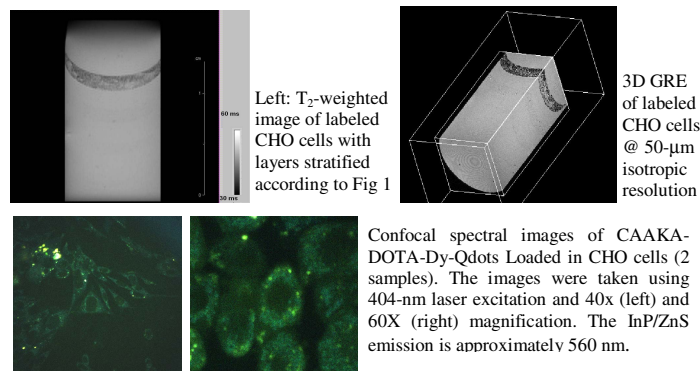 60 ms
30 ms
Left: T₂-weighted
image of labeled
CHO cells with
layers stratified
according to Fig 1
3D GRE
of labeled
CHO cells
@ 50-μm
isotropic
resolution
Confocal spectral images of CAAKA-
DOTA-Dy-Qdots Loaded in CHO cells (2
samples). The images were taken using
404-nm laser excitation and 40x (left) and
60X (right) magnification. The InP/ZnS
emission is approximately 560 nm.